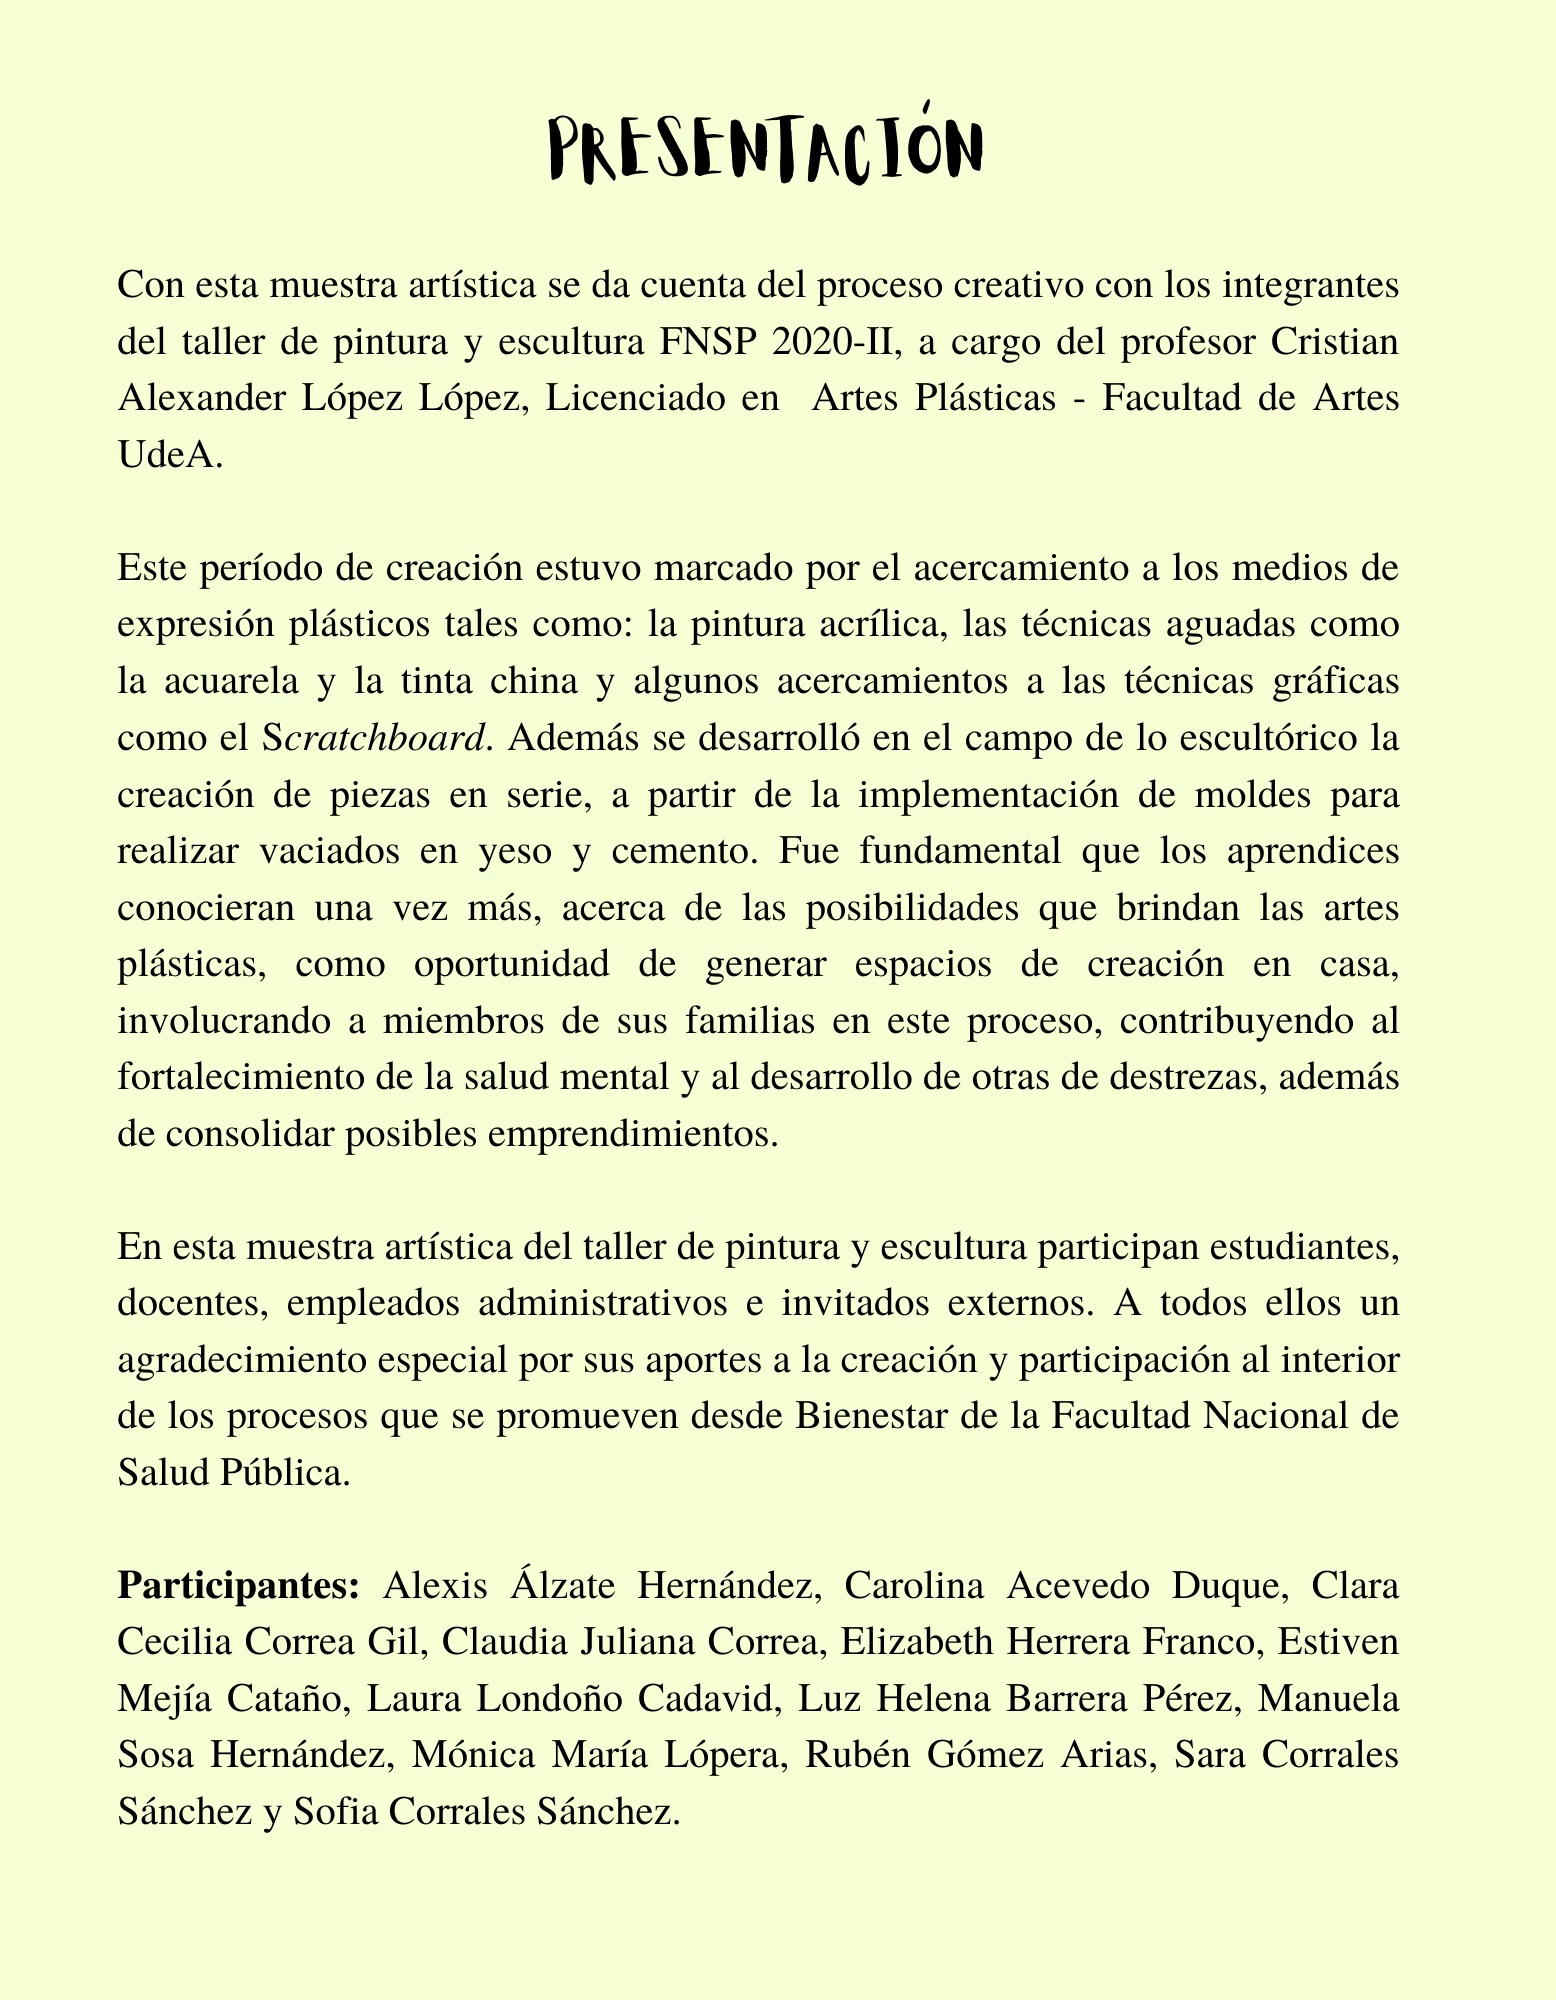 PRESENTACIÓN
Con esta muestra artística se da cuenta del proceso creativo con los integrantes
del taller de pintura y escultura FNSP 2020-II, a cargo del profesor Cristian
Alexander López López, Licenciado en  Artes Plásticas - Facultad de Artes
UdeA.
Este período de creación estuvo marcado por el acercamiento a los medios de
expresión plásticos tales como: la pintura acrílica, las técnicas aguadas como
la acuarela y la tinta china y algunos acercamientos a las técnicas gráficas
como el Scratchboard. Además se desarrolló en el campo de lo escultórico la
creación de piezas en serie, a partir de la implementación de moldes para
realizar vaciados en yeso y cemento. Fue fundamental que los aprendices
conocieran una vez más, acerca de las posibilidades que brindan las artes
plásticas, como oportunidad de generar espacios de creación en casa,
involucrando a miembros de sus familias en este proceso, contribuyendo al
fortalecimiento de la salud mental y al desarrollo de otras de destrezas, además
de consolidar posibles emprendimientos.
En esta muestra artística del taller de pintura y escultura participan estudiantes,
docentes, empleados administrativos e invitados externos. A todos ellos un
agradecimiento especial por sus aportes a la creación y participación al interior
de los procesos que se promueven desde Bienestar de la Facultad Nacional de
Salud Pública.
Participantes: Alexis Álzate Hernández, Carolina Acevedo Duque, Clara
Cecilia Correa Gil, Claudia Juliana Correa, Elizabeth Herrera Franco, Estiven
Mejía Cataño, Laura Londoño Cadavid, Luz Helena Barrera Pérez, Manuela
Sosa Hernández, Mónica María Lópera, Rubén Gómez Arias, Sara Corrales
Sánchez y Sofia Corrales Sánchez.